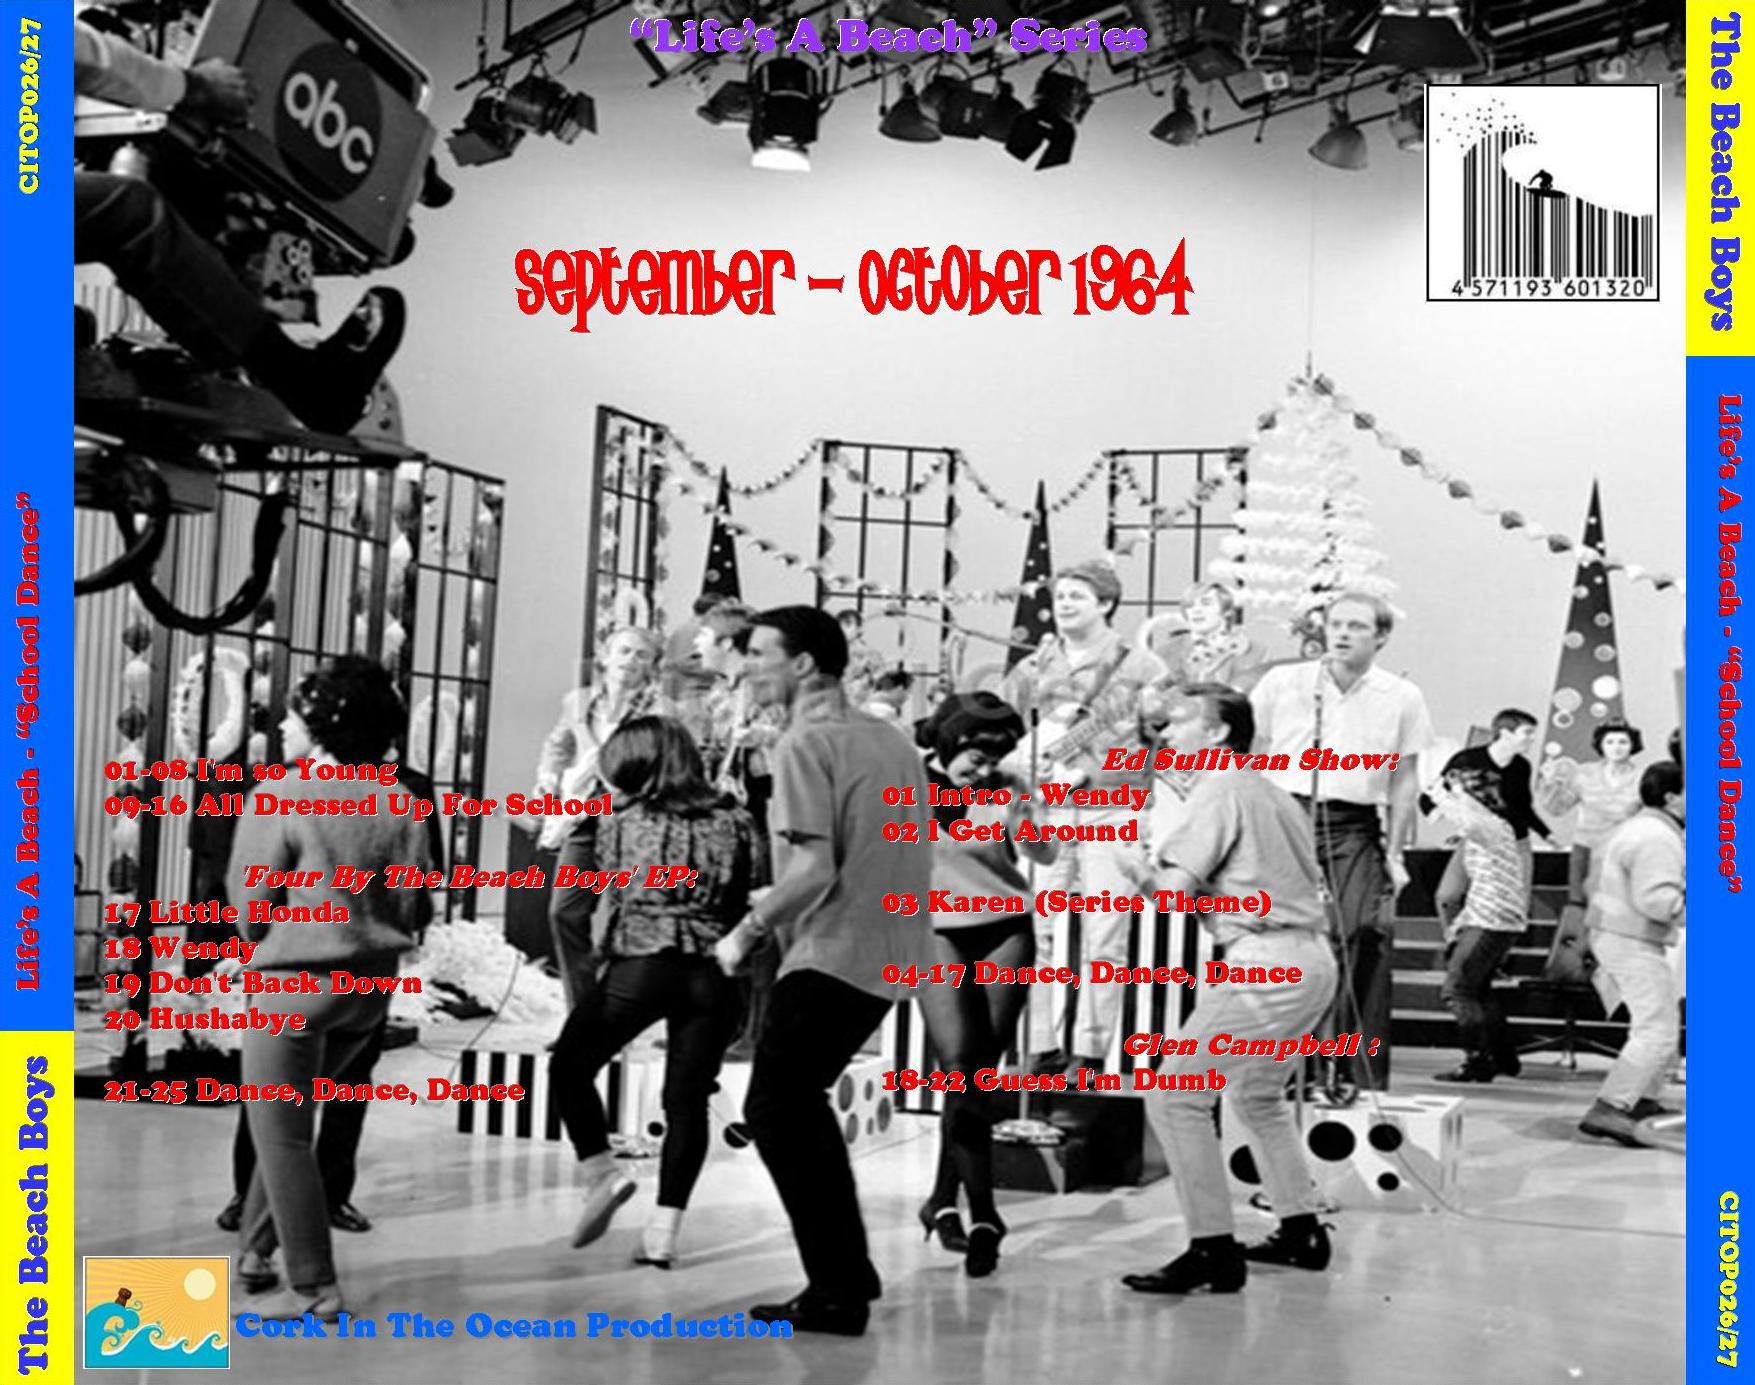 “Life’s A Beach” Series
abc
September – October 1964
4 571193 601320
01-08 I'm so Young
09-16 All Dressed Up For School
'Four By The Beach Boys' EP:
17 Little Honda
18 Wendy
19 Don't Back Down
20 Hushabye
21-25 Dance, Dance, Dance
Ed Sullivan Show:
01 Intro - Wendy
02 I Get Around
03 Karen (Series Theme)
04-17 Dance, Dance, Dance
Glen Campbell :
18-22 Guess I'm Dumb
Cork In The Ocean Production
The Beach Boys
Life’s A Beach - “School Dance”
CITOP026/27
The Beach Boys
Life’s A Beach - “School Dance”
CITOP026/27